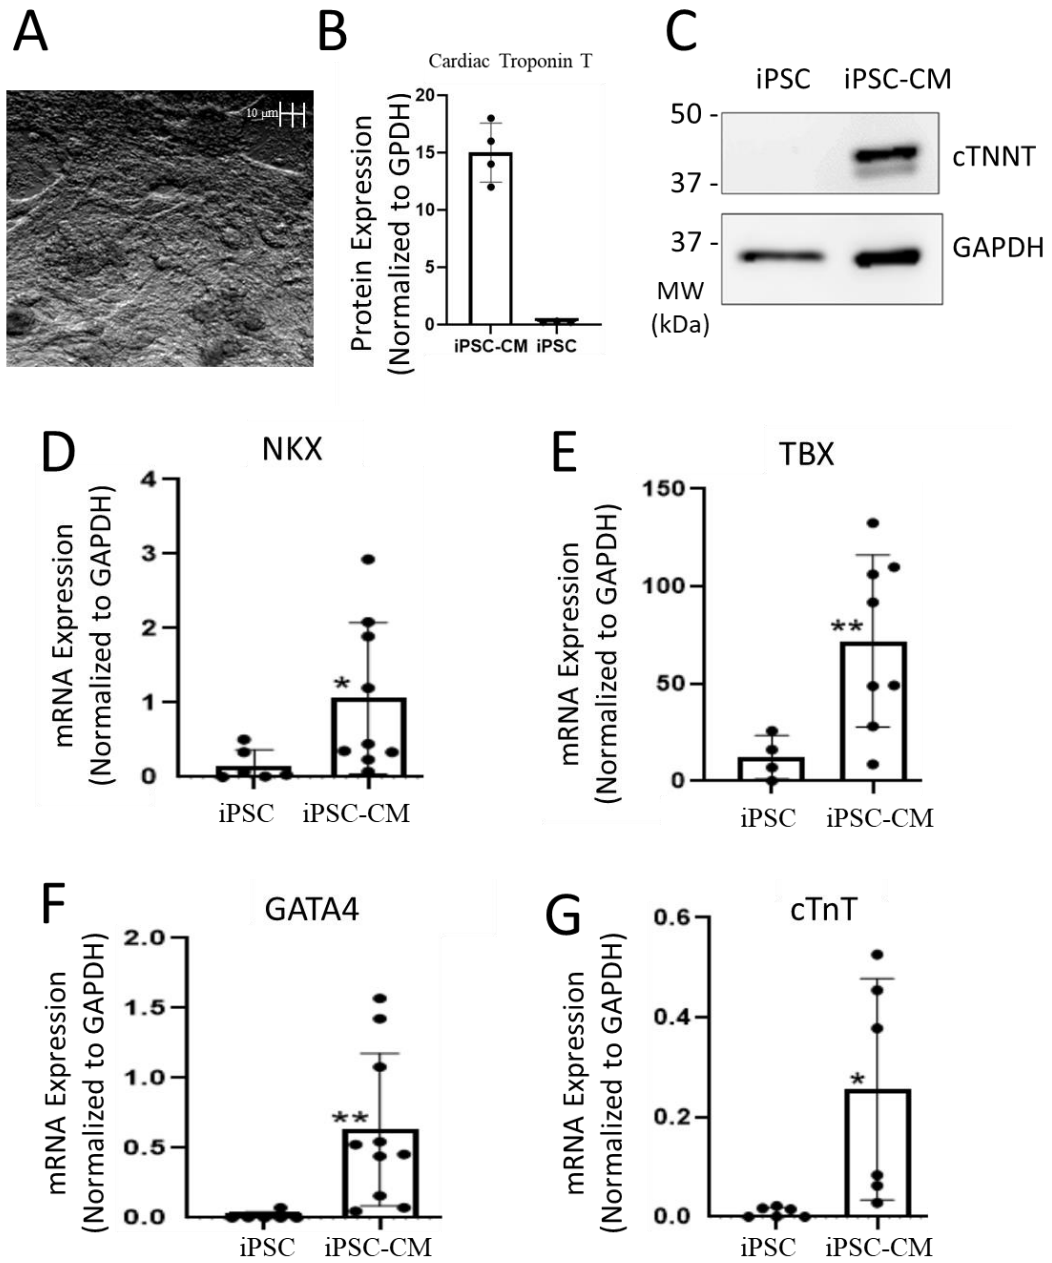 A
10 μm
B
Cardiac Troponin T
Protein Expression
(Normalized to GPDH)
20
15
10
5
0
iPSC-CM iPSC
C
iPSC iPSC-CM
50 -
cTNNT
37 -
37 -
GAPDH
MW
(kDa)
D
NKX
mRNA Expression
(Normalized to GAPDH)
4
3
2
1
0
*
iPSC iPSC-CM
E
TBX
mRNA Expression
(Normalized to GAPDH)
150
100
50
0
**
iPSC iPSC-CM
F
GATA4
mRNA Expression
(Normalized to GAPDH)
2.0
1.5
1.0
0.5
0.0
**
iPSC iPSC-CM
G
cTnT
mRNA Expression
(Normalized to GAPDH)
0.6
0.4
0.2
0.0
*
iPSC iPSC-CM